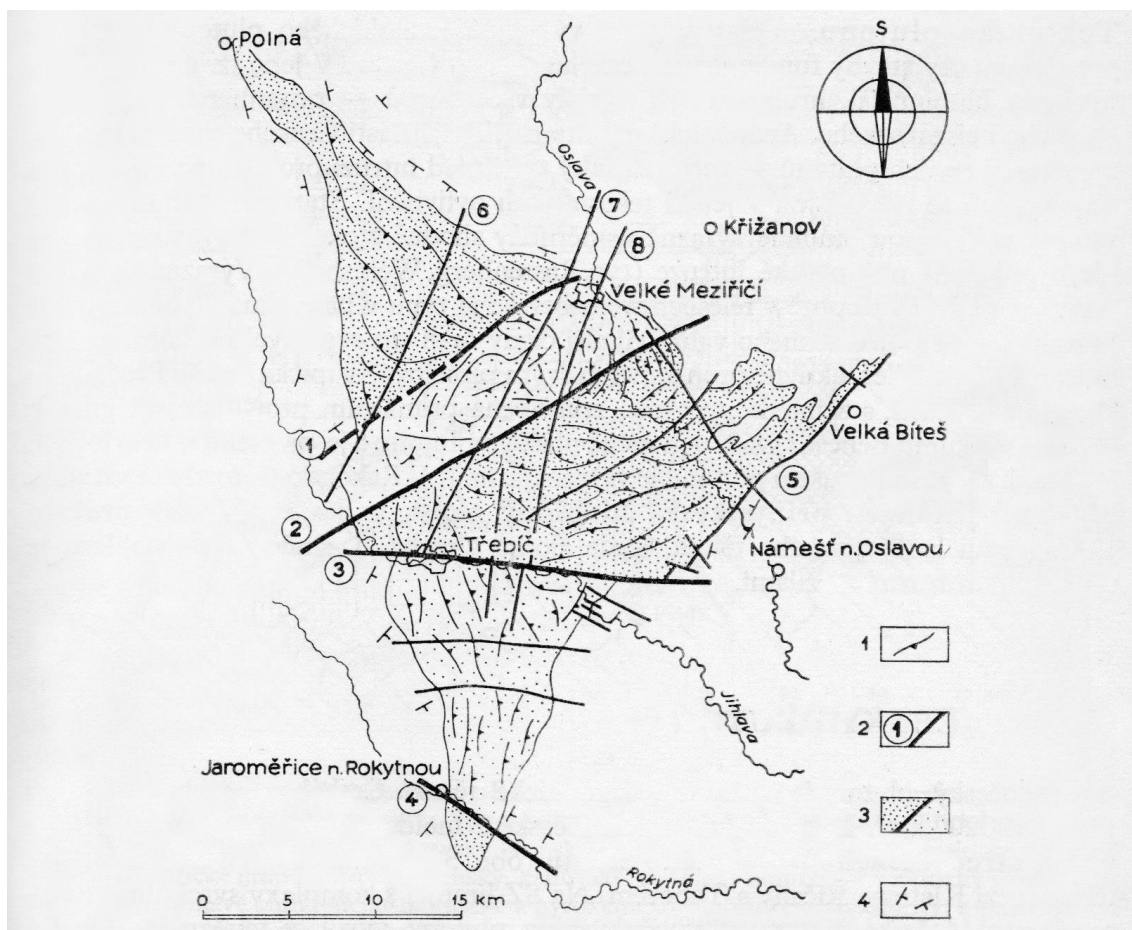 S
Polná
Oslava
6
7
8
Křižanov
Velké Meziříčí
1
Velká Bíteš
5
2
Třebíč
3
Náměšť n.Oslavou
1
2
1
Jihlava
Jaroměřice n. Rokytnou
4
3
Rokytná
4
0 5 10 15 km